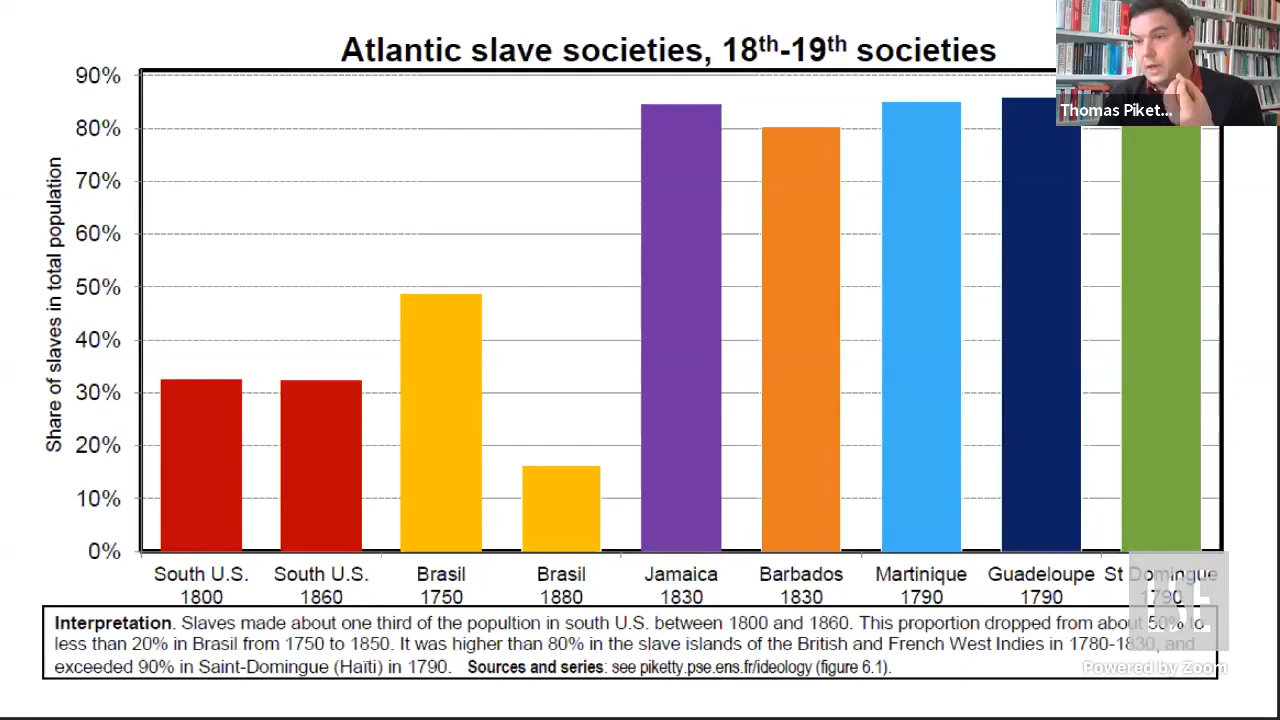 Atlantic slave societies, 18th-19th societies
Thomas Piket...
Share of slaves in total population
90%
80%
70%
60%
50%
40%
30%
20%
10%
0%
South U.S. 1800
South U.S. 1860
Brasil 1750
Brasil 1880
Jamaica 1830
Barbados 1830
Martinique 1790
Guadeloupe 1790
St Domingue 1790
Interpretation. Slaves made about one third of the popultion in south U.S. between 1800 and 1860. This proportion dropped from about 50% to
less than 20% in Brasil from 1750 to 1850. It was higher than 80% in the slave islands of the British and French West Indies in 1780-1830, and
exceeded 90% in Saint-Domingue (Haïti) in 1790. Sources and series: see piketty.pse.ens.fr/ideology (figure 6.1).
LSE
Powered by Zoom